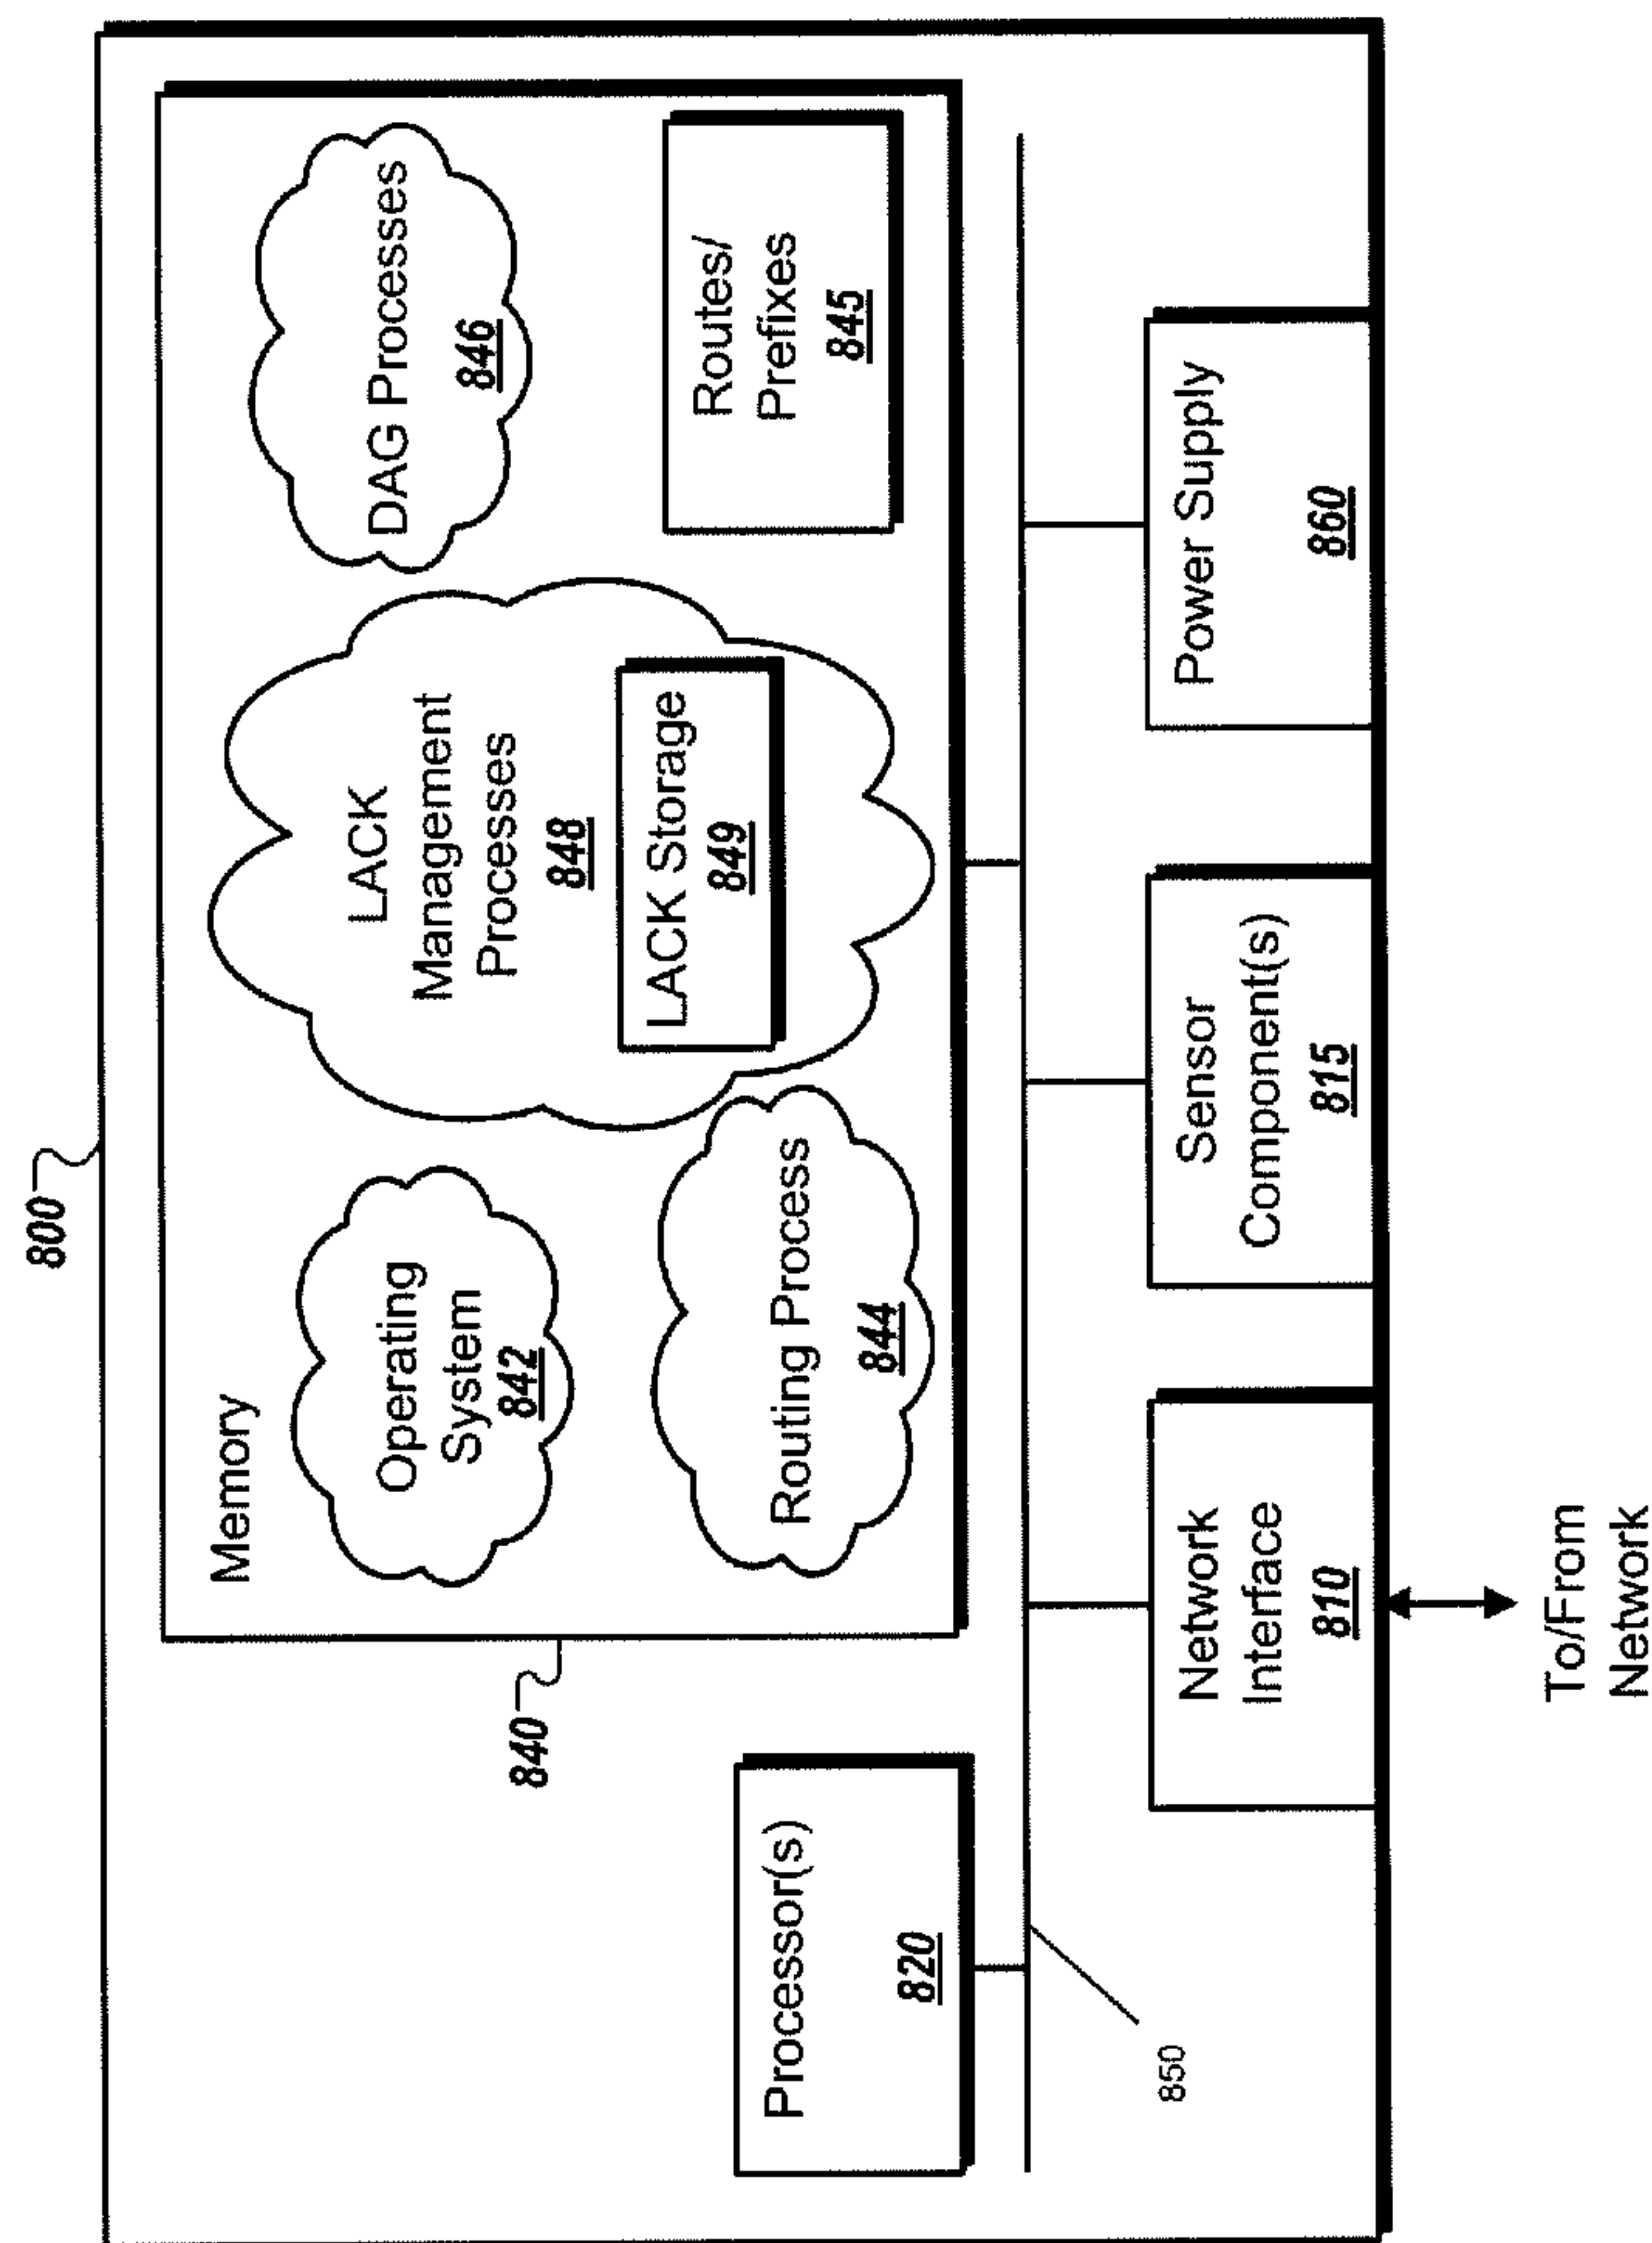 800
Memory
840
Operating
System
842
LACK
Management
Processes
848
LACK Storage
849
DAG Processes
846
Routing Process
844
Routes/
Prefixes
845
Processor(s)
820
850
Network
Interface
810
Sensor
Component(s)
815
Power Supply
860
To/From
Network